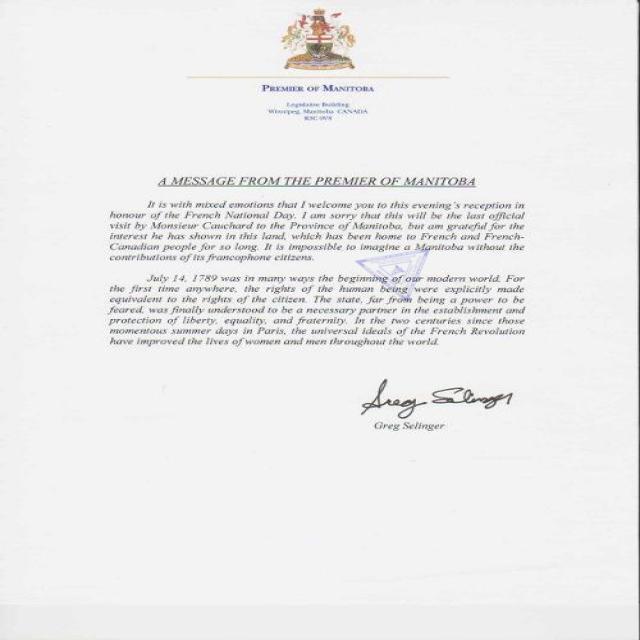 PREMIER OF MANITOBA
Legislative Building
Winnipeg, Manitoba CANADA
R3C 0V8
A MESSAGE FROM THE PREMIER OF MANITOBA
It is with mixed emotions that I welcome you to this evening's reception in
honour of the French National Day. I am sorry that this will be the last official
visit by Monsieur Cauchard to the Province of Manitoba, but am grateful for the
interest he has shown in this land, which has been home to French and French-
Canadian people for so long. It is impossible to imagine a Manitoba without the
contributions of its francophone citizens.
July 14, 1789 was in many ways the beginning of our modern world. For
the first time anywhere, the rights of the human being were explicitly made
equivalent to the rights of the citizen. The state, far from being a power to be
feared, was finally understood to be a necessary partner in the establishment and
protection of liberty, equality, and fraternity. In the two centuries since those
momentous summer days in Paris, the universal ideals of the French Revolution
have improved the lives of women and men throughout the world.
Greg Selinger
Greg Selinger